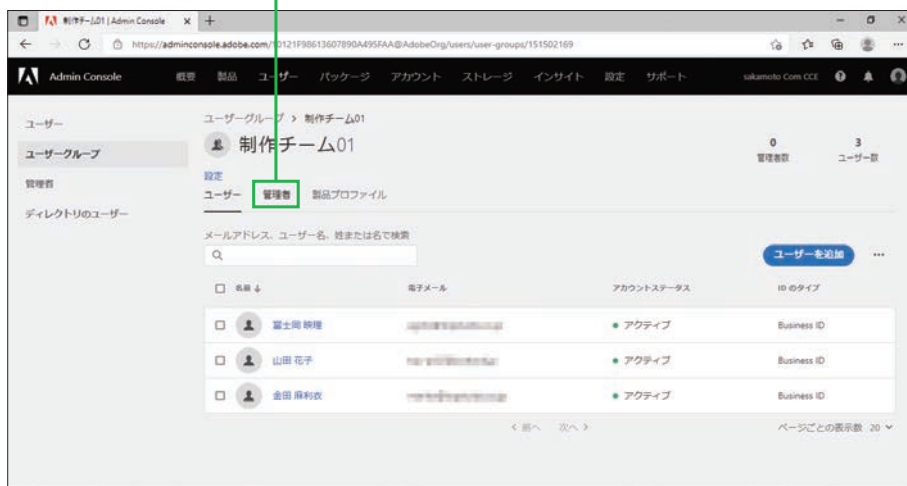 制作チーム01 | Admin Console
https://adminconsole.adobe.com/10121F98613607890A495FAA@AdobeOrg/users/user-groups/151502169
Admin Console 概要 製品 ユーザー パッケージ アカウント ストレージ インサイト 設定 サポート sakamoto Com CCE
ユーザー
ユーザーグループ
管理者
ディレクトリのユーザー
ユーザーグループ > 制作チーム01
制作チーム01
0 3
管理者数 ユーザー数
設定
ユーザー 管理者 製品プロファイル
メールアドレス、ユーザー名、姓または名で検索
ユーザーを追加 ...
名前 ↓ 電子メール アカウントステータス ID のタイプ
冨士岡 映理 アクティブ Business ID
山田 花子 アクティブ Business ID
金田 麻利衣 アクティブ Business ID
< 前へ 次へ > ページごとの表示数 20